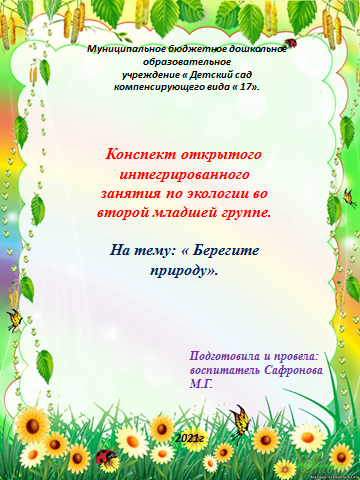 Муниципальное бюджетное дошкольное
образовательное
учреждение « Детский сад
компенсирующего вида « 17».
Конспект открытого
интегрированного
занятия по экологии во
второй младшей группе.
На тему: « Берегите
природу».
Подготовила и провела:
воспитатель Сафронова
М.Г.
2021г